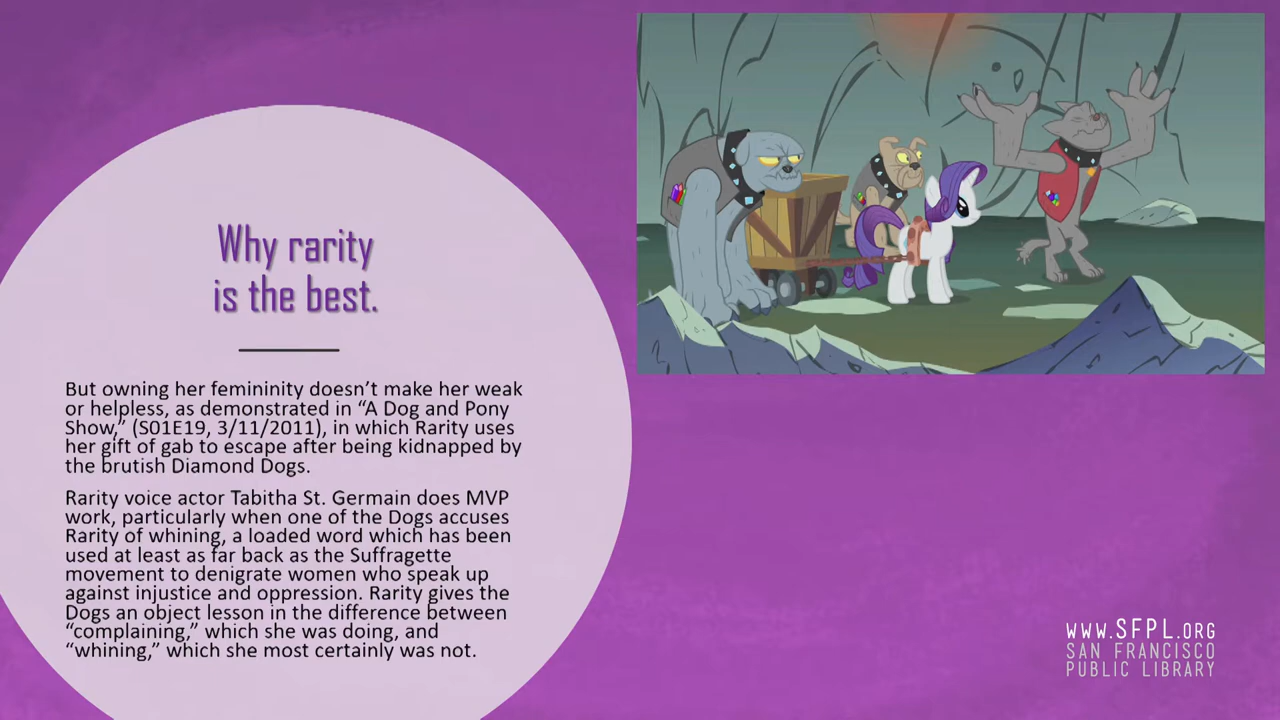 Why rarity
is the best.
But owning her femininity doesn’t make her weak
or helpless, as demonstrated in “A Dog and Pony
Show,” (S01E19, 3/11/2011), in which Rarity uses
her gift of gab to escape after being kidnapped by
the brutish Diamond Dogs.
Rarity voice actor Tabitha St. Germain does MVP
work, particularly when one of the Dogs accuses
Rarity of whining, a loaded word which has been
used at least as far back as the Suffragette
movement to denigrate women who speak up
against injustice and oppression. Rarity gives the
Dogs an object lesson in the difference between
“complaining,” which she was doing, and
“whining,” which she most certainly was not.
www.SFPL.org
SAN FRANCISCO
PUBLIC LIBRARY